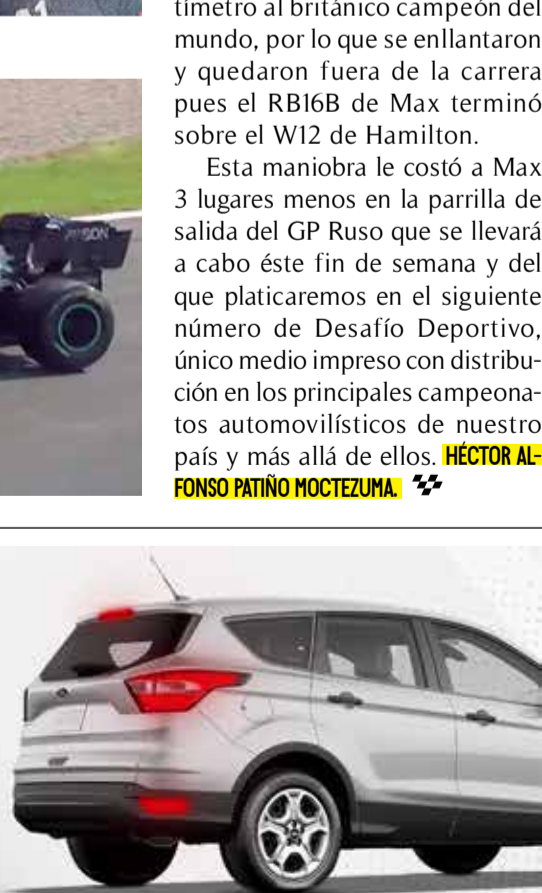 tímetro al británico campeón del
mundo, por lo que se enllantaron
y quedaron fuera de la carrera
pues el RB16B de Max terminó
sobre el W12 de Hamilton.
Esta maniobra le costó a Max
3 lugares menos en la parrilla de
salida del GP Ruso que se llevará
a cabo éste fin de semana y del
que platicaremos en el siguiente
número de Desafío Deportivo,
único medio impreso con distribu-
ción en los principales campeona-
tos automovilísticos de nuestro
país y más allá de ellos. HÉCTOR AL-
FONSO PATIÑO MOCTEZUMA.